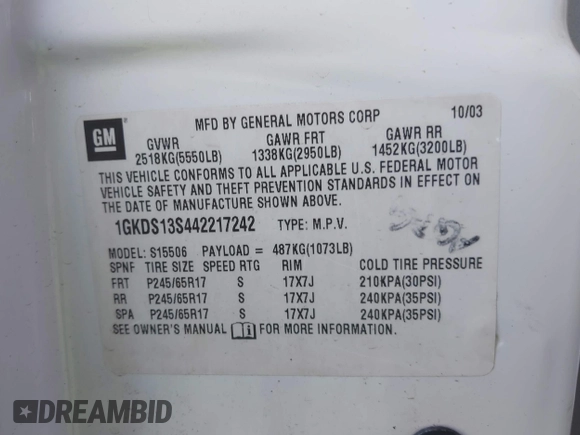 MFD BY GENERAL MOTORS CORP 10/03
GM
GVWR GAWR FRT GAWR RR
2518KG(5550LB) 1338KG(2950LB) 1452KG(3200LB)
THIS VEHICLE CONFORMS TO ALL APPLICABLE U.S. FEDERAL MOTOR
VEHICLE SAFETY AND THEFT PREVENTION STANDARDS IN EFFECT ON
THE DATE OF MANUFACTURE SHOWN ABOVE.
1GKDS13S442217242 TYPE: M.P.V.
MODEL: S15506 PAYLOAD = 487KG(1073LB)
SPNF TIRE SIZE SPEED RTG RIM COLD TIRE PRESSURE
FRT P245/65R17 S 17X7J 210KPA(30PSI)
RR P245/65R17 S 17X7J 240KPA(35PSI)
SPA P245/65R17 S 17X7J 240KPA(35PSI)
SEE OWNER'S MANUAL FOR MORE INFORMATION.
DREAMBID